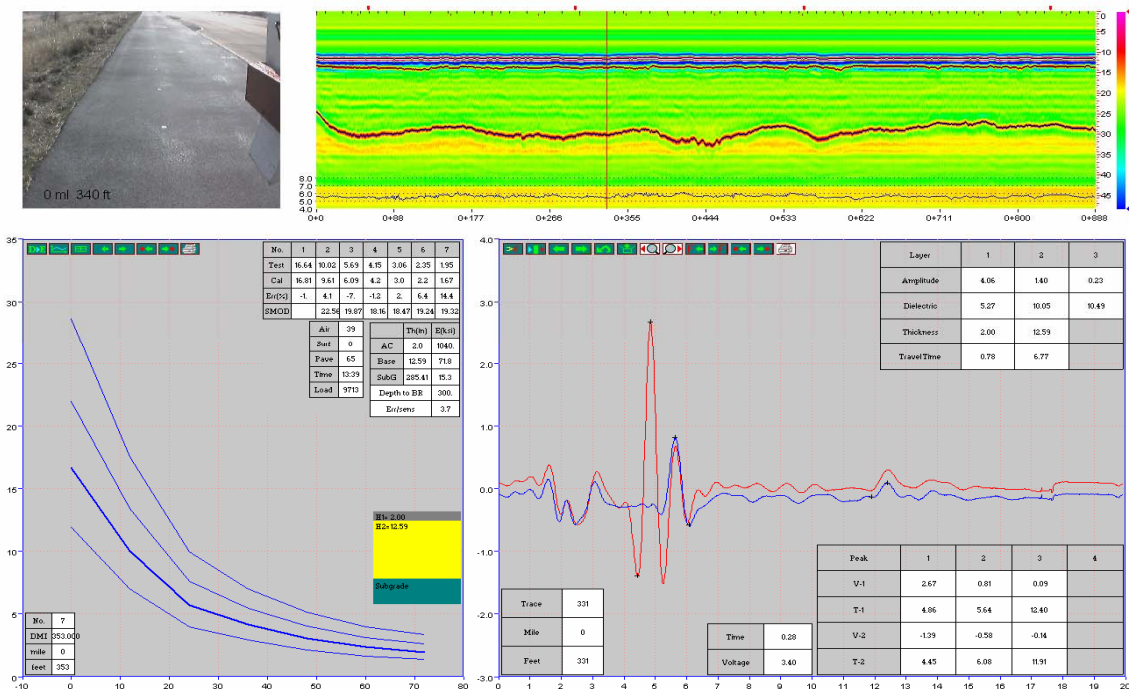 0 ml 340 ft
0
5
10
15
20
25
30
35
40
45
8.0
7.0
6.0
5.0
4.0
0+0
0+88
0+177
0+266
0+355
0+444
0+533
0+622
0+711
0+800
0+888
D>E
35
30
25
20
15
10
5
0
-10 0 10 20 30 40 50 60 70 80
No. 1 2 3 4 5 6 7
Test 16.64 10.02 5.69 4.15 3.06 2.35 1.95
Cal 16.81 9.61 6.09 4.2 3.0 2.2 1.67
Err(%) -1. 4.1 -7. -1.2 2. 6.4 14.4
SMOD 22.56 19.87 18.16 18.47 19.24 19.32
Air 39
Surf 0
Pave 65
Time 13:39
Load 9713
Th(in) E(ksi)
AC 2.0 1040.
Base 12.59 71.8
SubG 285.41 15.3
Depth to BR 300.
Err/sens 3.7
H1= 2.00
H2=12.59
Subgrade
No. 7
DMI 353.000
mile 0
feet 353
4.0
3.0
2.0
1.0
0.0
-1.0
-2.0
-3.0
0 1 2 3 4 5 6 7 8 9 10 11 12 13 14 15 16 17 18 19 20
Layer 1 2 3
Amplitude 4.06 1.40 0.23
Dielectric 5.27 10.05 10.49
Thickness 2.00 12.59
TravelTime 0.78 6.77
Trace 331
Mile 0
Feet 331
Time 0.28
Voltage 3.40
Peak 1 2 3 4
V-1 2.67 0.81 0.09
T-1 4.86 5.64 12.40
V-2 -1.39 -0.58 -0.14
T-2 4.45 6.08 11.91